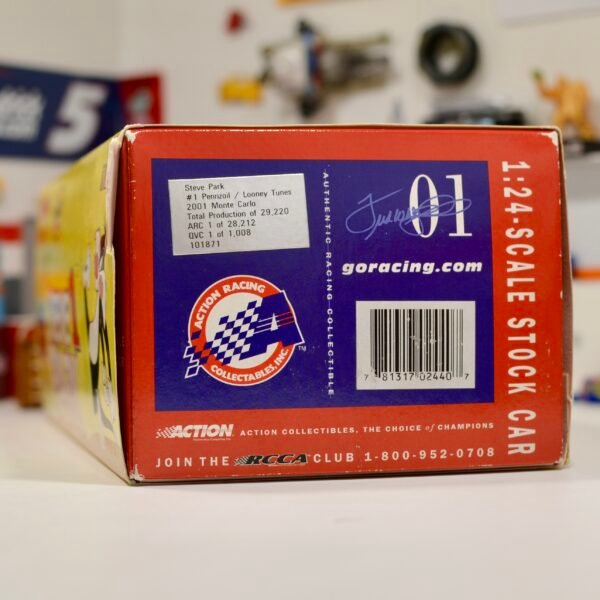 5
Steve Park
#1 Pennzoil / Looney Tunes
2001 Monte Carlo
Total Production of 29,220
ARC 1 of 28,212
QVC 1 of 1,008
101871
ACTION RACING
COLLECTABLES, INC.
TM
AUTHENTIC RACING COLLECTIBLE
01
goracing.com
7 81317 02440 7
1:24-SCALE STOCK CAR
ACTION
ACTION COLLECTIBLES, THE CHOICE of CHAMPIONS
JOIN THE RCCA CLUB 1-800-952-0708